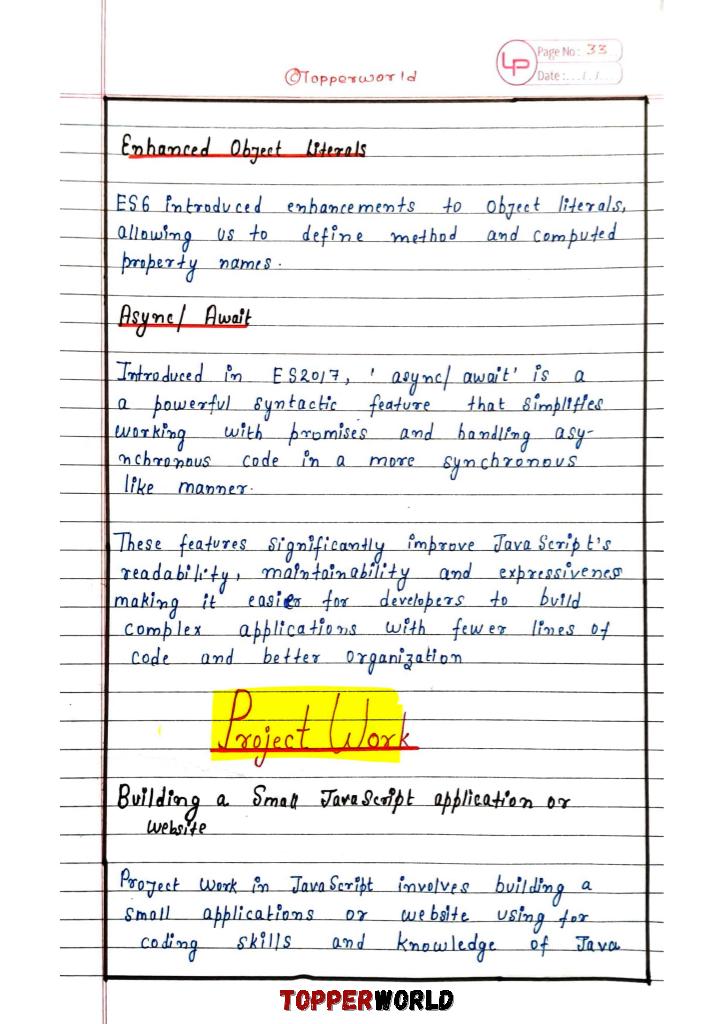 ©Topperworld
LP
Page No: 33
Date:.../../...
Enhanced Object Literals
ES6 introduced enhancements to object literals,
allowing us to define method and computed
property names.
Async/ Await
Introduced in ES2017, 'async/ await' is a
a powerful syntactic feature that simplifies
working with promises and handling asy-
nchronous code in a more synchronous
like manner.
These features significantly improve JavaScript's
readability, maintainability and expressiveness
making it easier for developers to build
complex applications with fewer lines of
code and better organization
Project Work
Building a Small JavaScript application or
website
Project work in JavaScript involves building a
small applications or website using for
coding skills and knowledge of Java
TOPPERWORLD